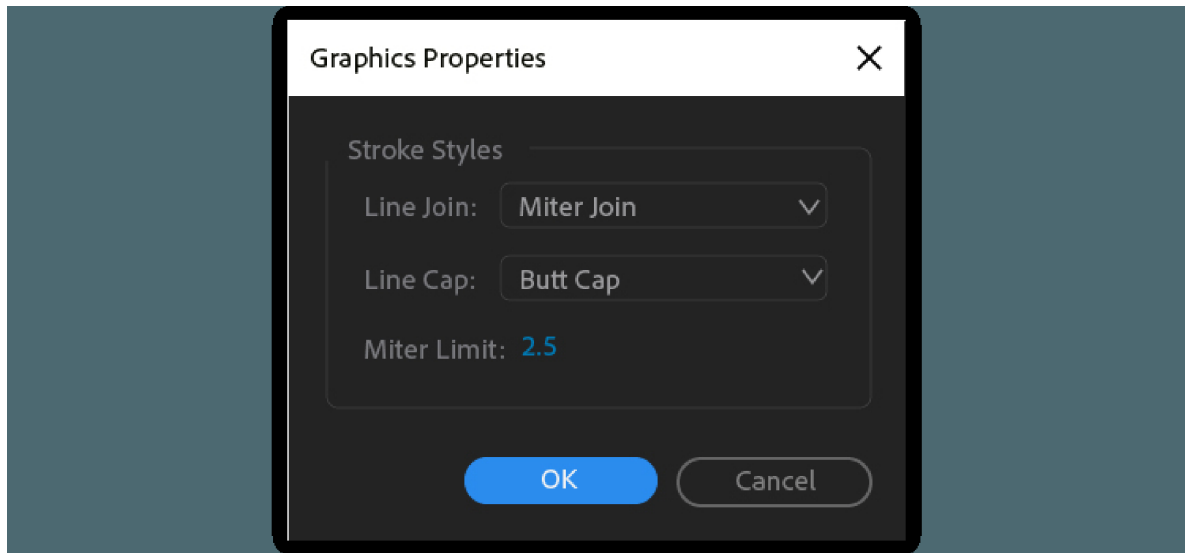 Graphics Properties
Stroke Styles
Line Join: Miter Join
Line Cap: Butt Cap
Miter Limit: 2.5
OK Cancel